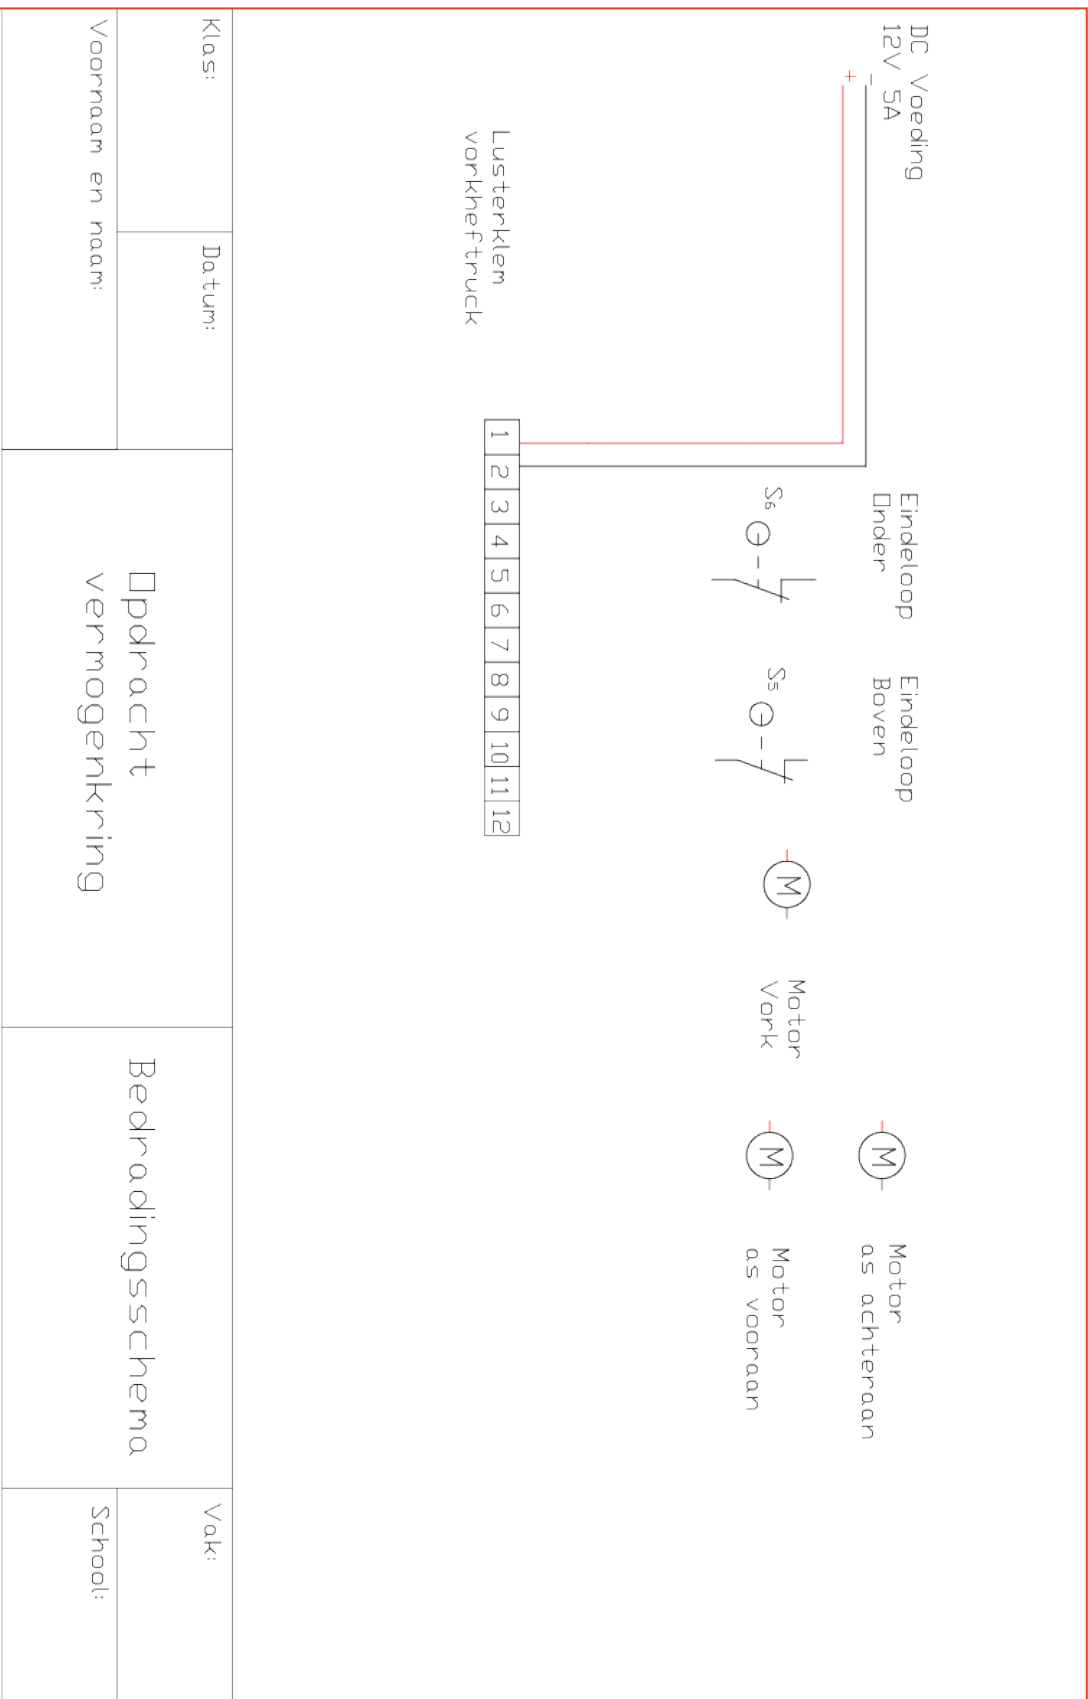 DC Voeding
12V 5A
-
+
Eindeloop
Onder
S6
Eindeloop
Boven
S5
M
Motor
Vork
M
Motor
as achteraan
M
Motor
as vooraan
Lusterklem
vorkheftruck
1 2 3 4 5 6 7 8 9 10 11 12
Klas:
Datum:
Voornaam en naam:
Opdracht
vermogenkring
Bedradingsschema
Vak:
School: